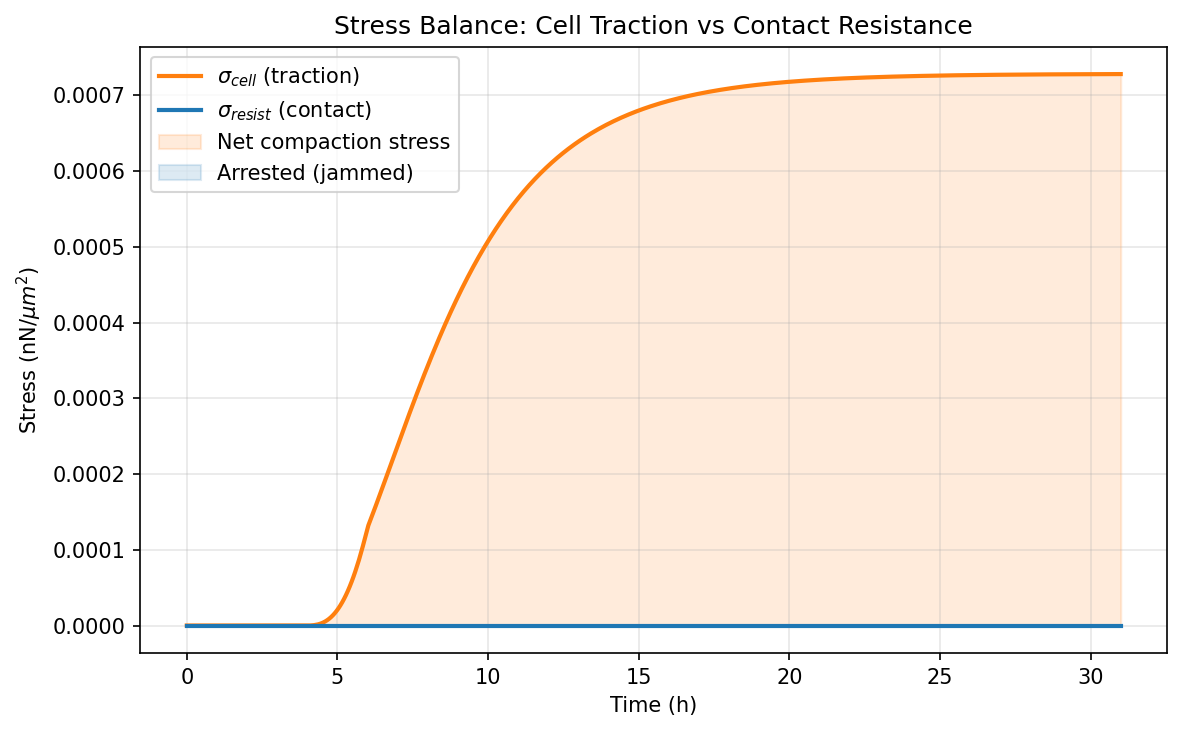 Stress Balance: Cell Traction vs Contact Resistance
σcell (traction)
σresist (contact)
Net compaction stress
Arrested (jammed)
Stress (nN/μm²)
0.0007
0.0006
0.0005
0.0004
0.0003
0.0002
0.0001
0.0000
0 5 10 15 20 25 30
Time (h)